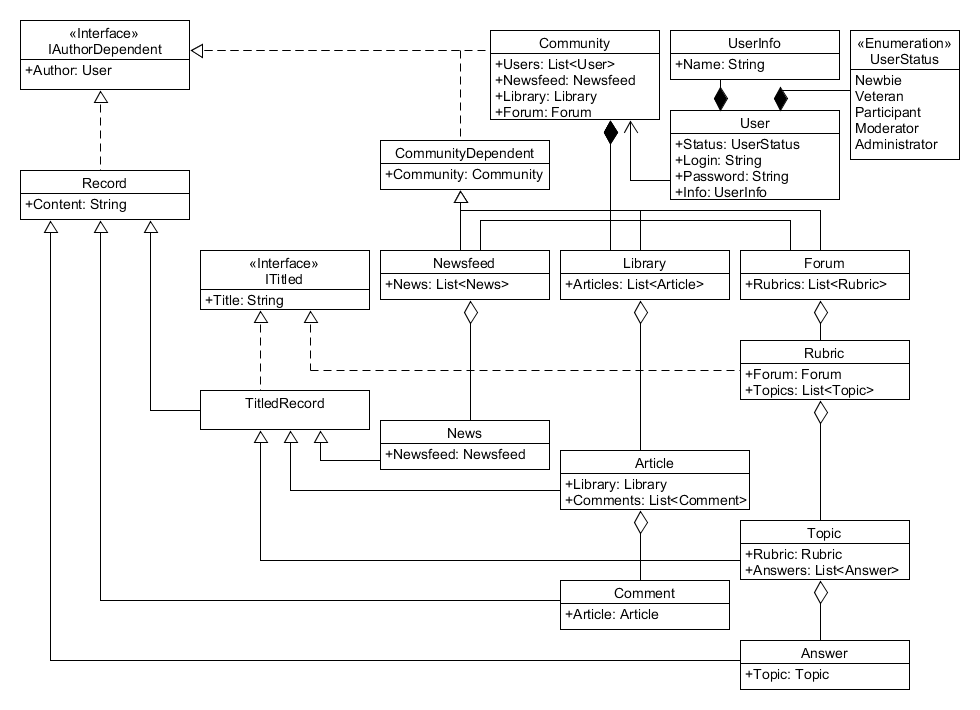 «Interface»
IAuthorDependent
+Author: User
Community
+Users: List<User>
+Newsfeed: Newsfeed
+Library: Library
+Forum: Forum
UserInfo
+Name: String
«Enumeration»
UserStatus
Newbie
Veteran
Participant
Moderator
Administrator
User
+Status: UserStatus
+Login: String
+Password: String
+Info: UserInfo
CommunityDependent
+Community: Community
Record
+Content: String
«Interface»
ITitled
+Title: String
Newsfeed
+News: List<News>
Library
+Articles: List<Article>
Forum
+Rubrics: List<Rubric>
Rubric
+Forum: Forum
+Topics: List<Topic>
TitledRecord
News
+Newsfeed: Newsfeed
Article
+Library: Library
+Comments: List<Comment>
Topic
+Rubric: Rubric
+Answers: List<Answer>
Comment
+Article: Article
Answer
+Topic: Topic